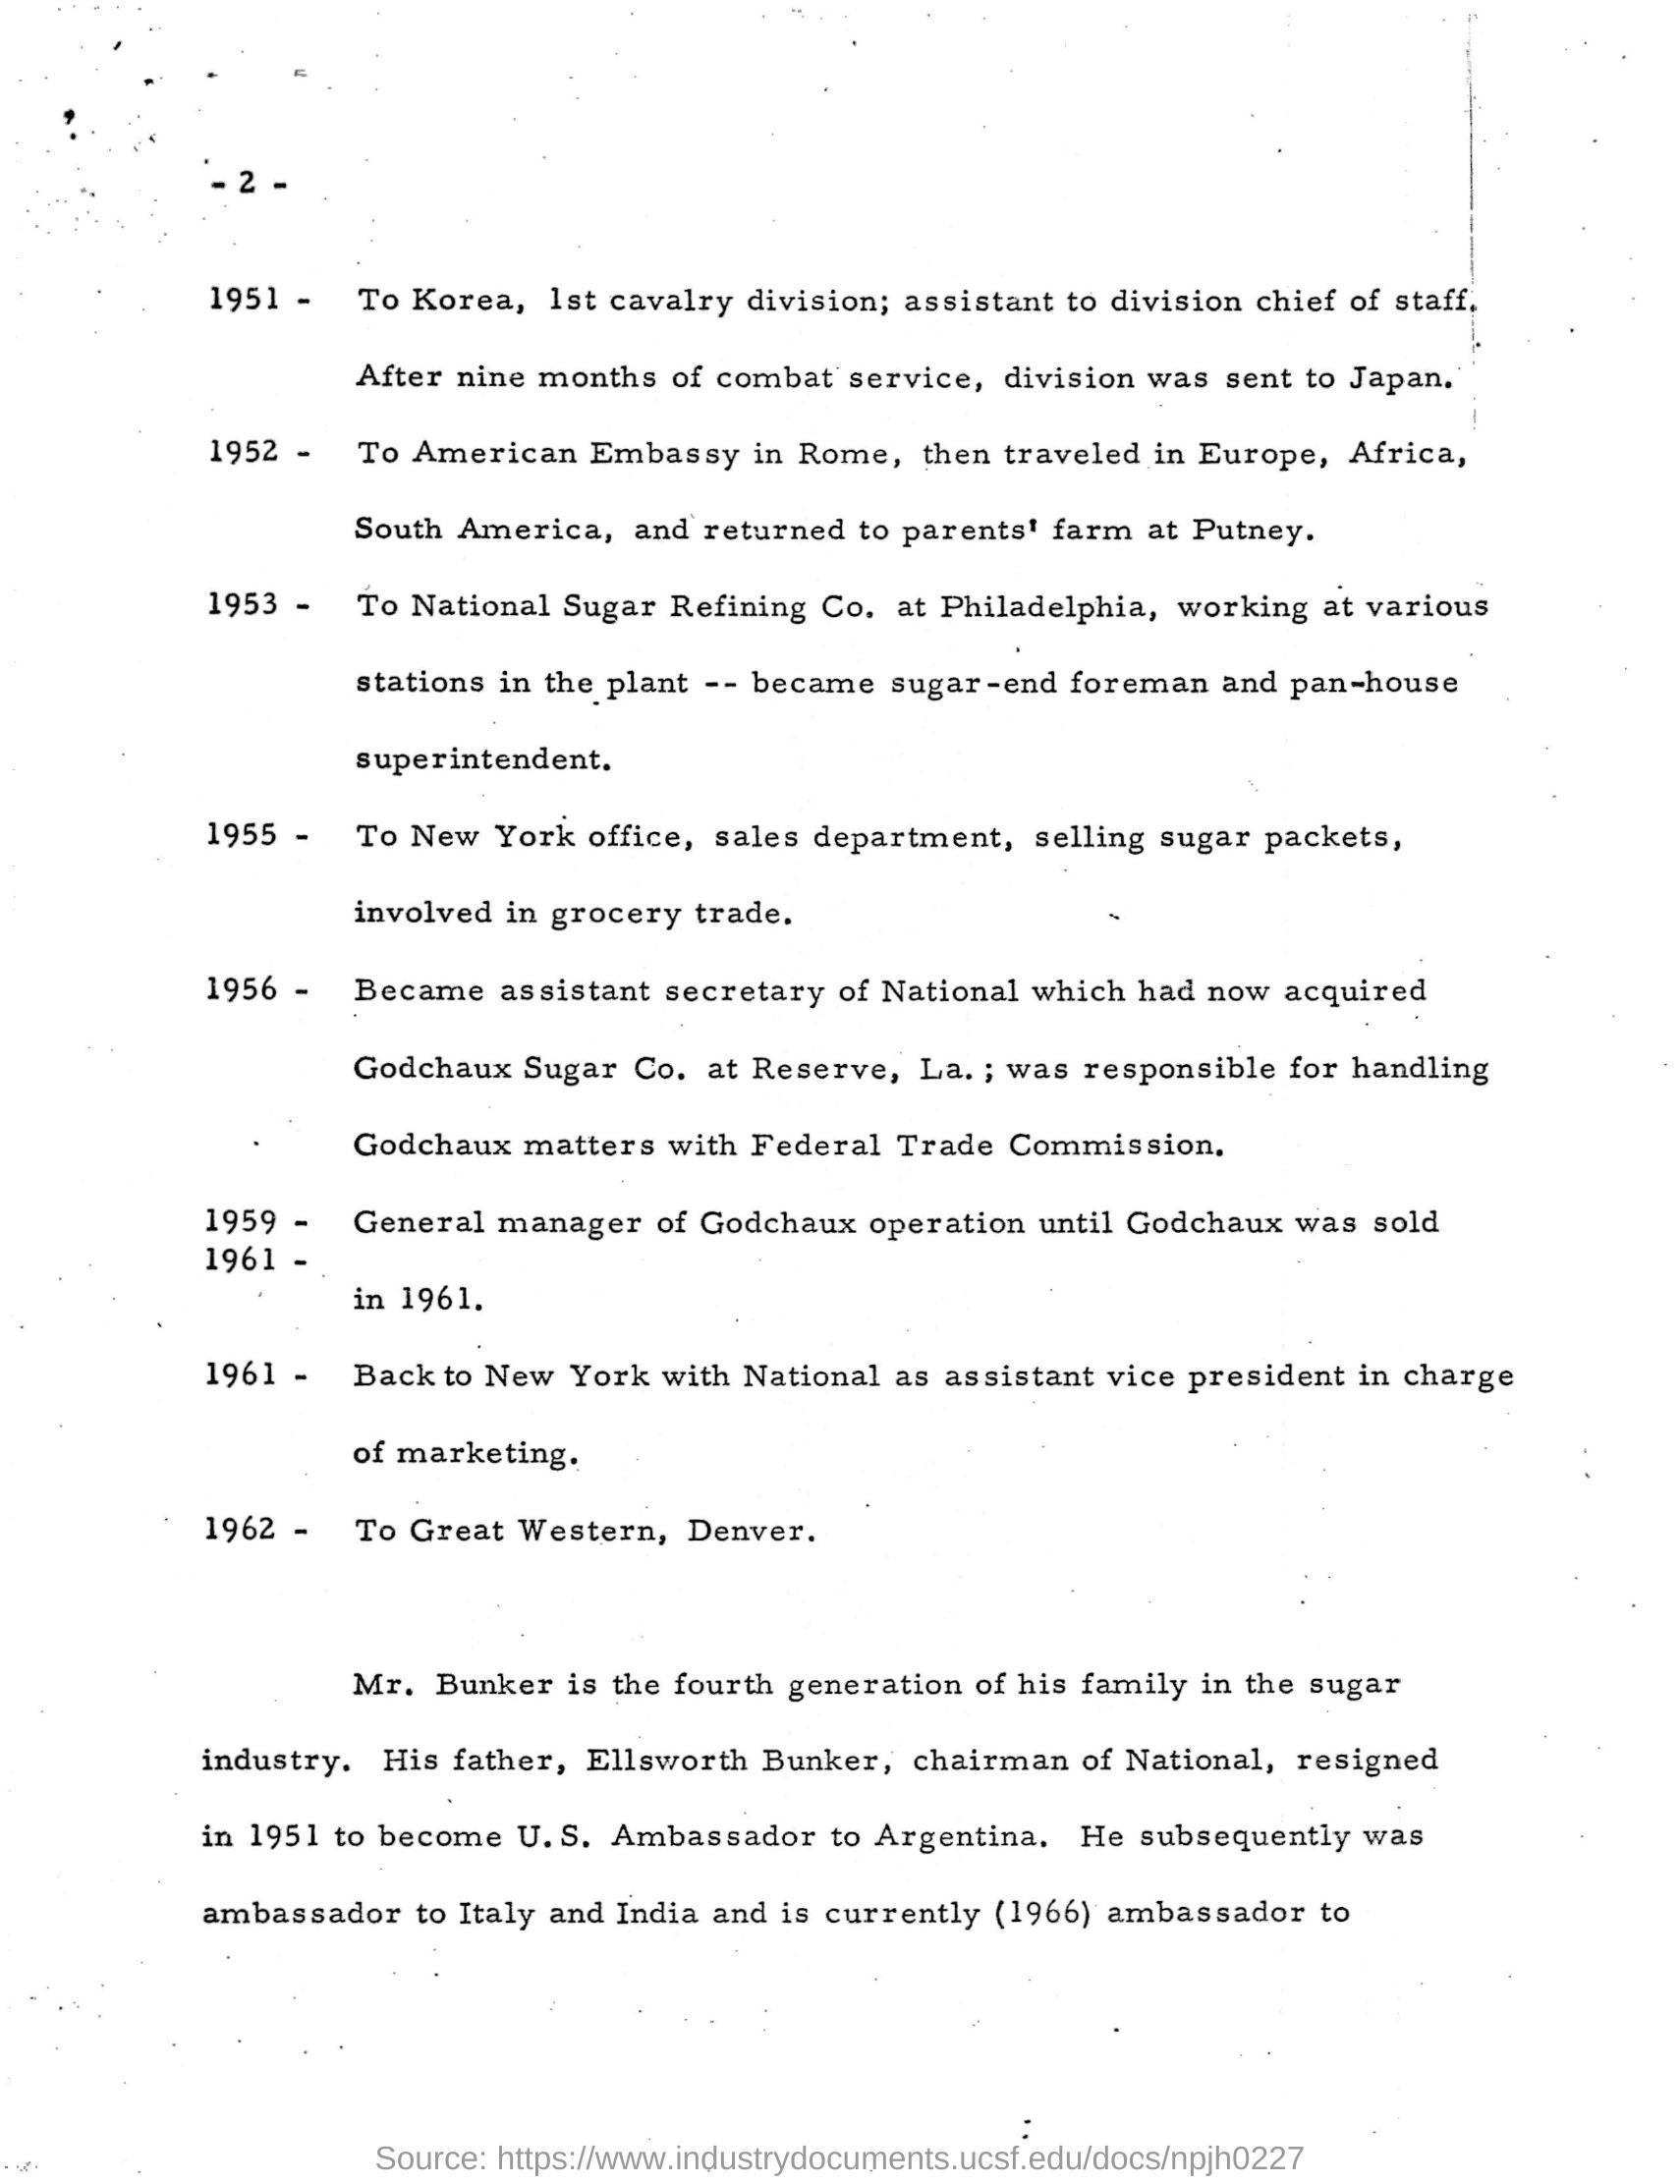 - 2 -
1951 - To Korea, 1st cavalry division; assistant to division chief of staff.
After nine months of combat service, division was sent to Japan.
1952 - To American Embassy in Rome, then traveled in Europe, Africa,
South America, and returned to parents' farm at Putney.
1953 - To National Sugar Refining Co. at Philadelphia, working at various
stations in the plant -- became sugar-end foreman and pan-house
superintendent.
1955 - To New York office, sales department, selling sugar packets,
involved in grocery trade.
1956 - Became assistant secretary of National which had now acquired
Godchaux Sugar Co. at Reserve, La. ; was responsible for handling
Godchaux matters with Federal Trade Commission.
1959 - General manager of Godchaux operation until Godchaux was sold
1961 -
in 1961.
1961 - Back to New York with National as assistant vice president in charge
of marketing.
1962 - To Great Western, Denver.
Mr. Bunker is the fourth generation of his family in the sugar
industry. His father, Ellsworth Bunker, chairman of National, resigned
in 1951 to become U.S. Ambassador to Argentina. He subsequently was
ambassador to Italy and India and is currently (1966) ambassador to
Source: https://www.industrydocuments.ucsf.edu/docs/npjh0227